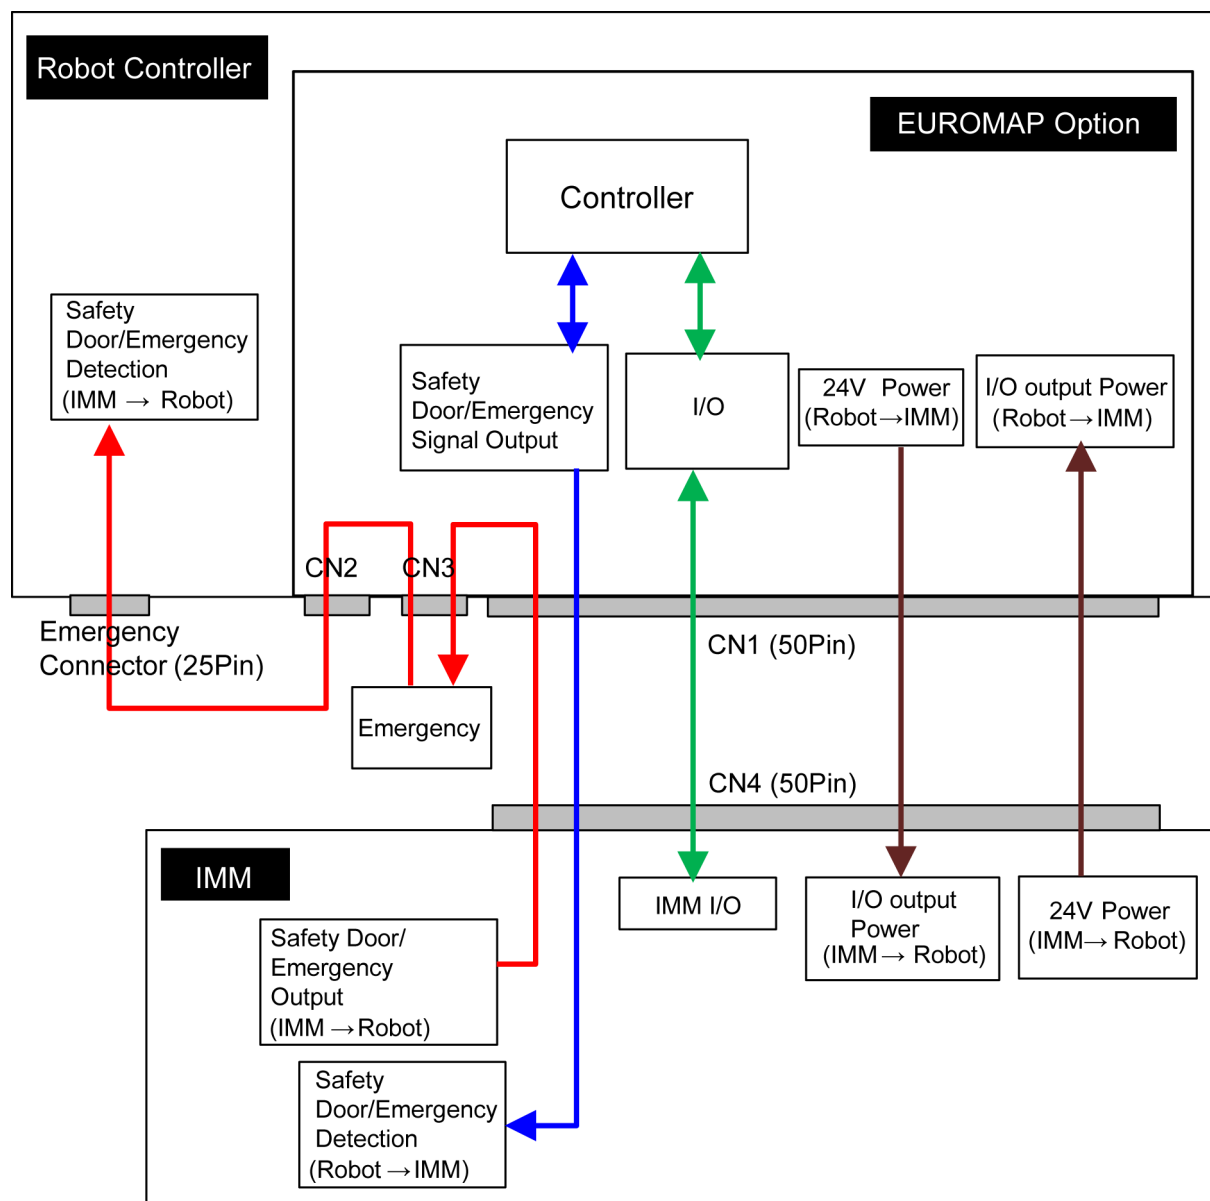 Robot Controller
EUROMAP Option
Controller
Safety
Door/Emergency
Detection
(IMM → Robot)
Safety
Door/Emergency
Signal Output
I/O
24V Power
(Robot→IMM)
I/O output Power
(Robot→IMM)
CN2
CN3
Emergency
Connector (25Pin)
CN1 (50Pin)
Emergency
CN4 (50Pin)
IMM
IMM I/O
I/O output
Power
(IMM→ Robot)
24V Power
(IMM→ Robot)
Safety Door/
Emergency
Output
(IMM →Robot)
Safety
Door/Emergency
Detection
(Robot →IMM)